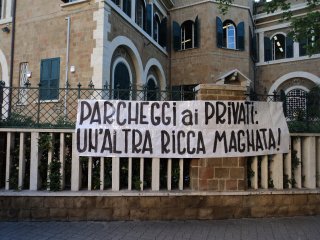 PARCHEGGI ai PRIVATI:
UN'ALTRA RICCA MAGNATA!